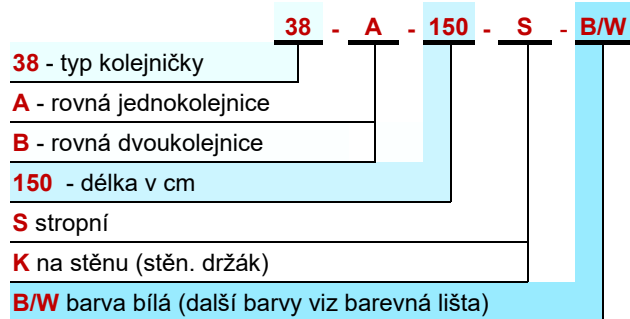 38 - A - 150 - S - B/W
38 - typ kolejničky
A - rovná jednokolejnice
B - rovná dvoukolejnice
150 - délka v cm
S stropní
K na stěnu (stěn. držák)
B/W barva bílá (další barvy viz barevná lišta)